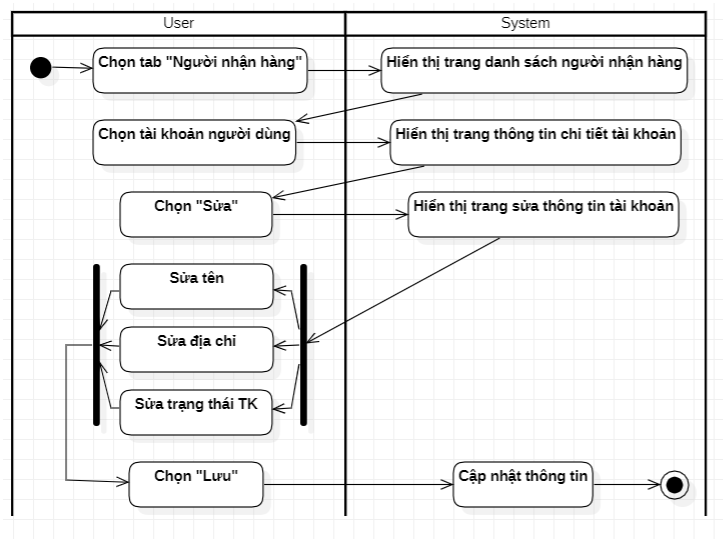 User
System
Chọn tab "Người nhận hàng"
Hiển thị trang danh sách người nhận hàng
Chọn tài khoản người dùng
Hiển thị trang thông tin chi tiết tài khoản
Chọn "Sửa"
Hiển thị trang sửa thông tin tài khoản
Sửa tên
Sửa địa chỉ
Sửa trạng thái TK
Chọn "Lưu"
Cập nhật thông tin